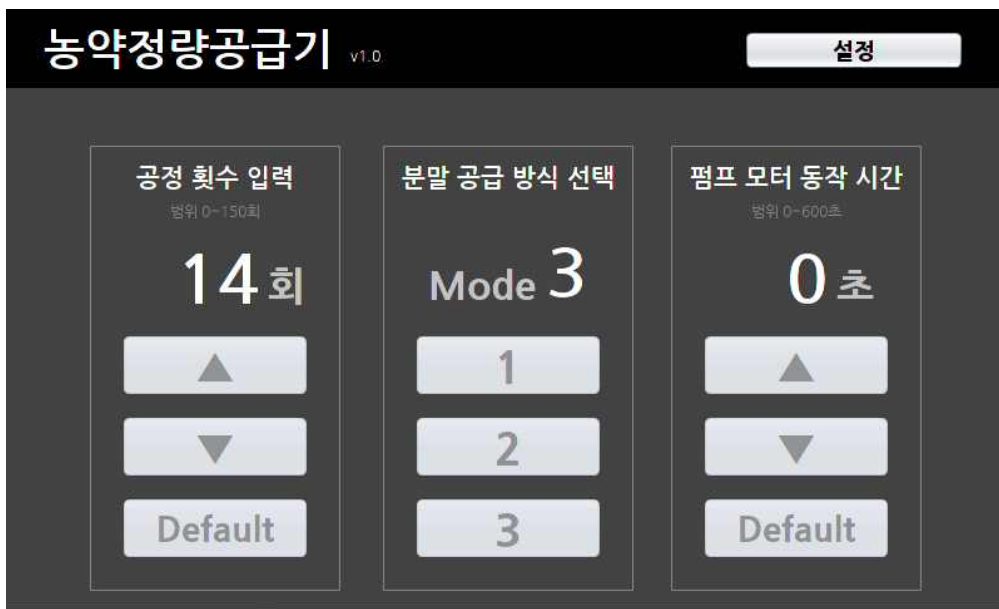 농약정량공급기 v1.0
설정
공정 횟수 입력
범위 0~150회
14 회
▲
▼
Default
분말 공급 방식 선택
Mode 3
1
2
3
펌프 모터 동작 시간
범위 0~600초
0 초
▲
▼
Default